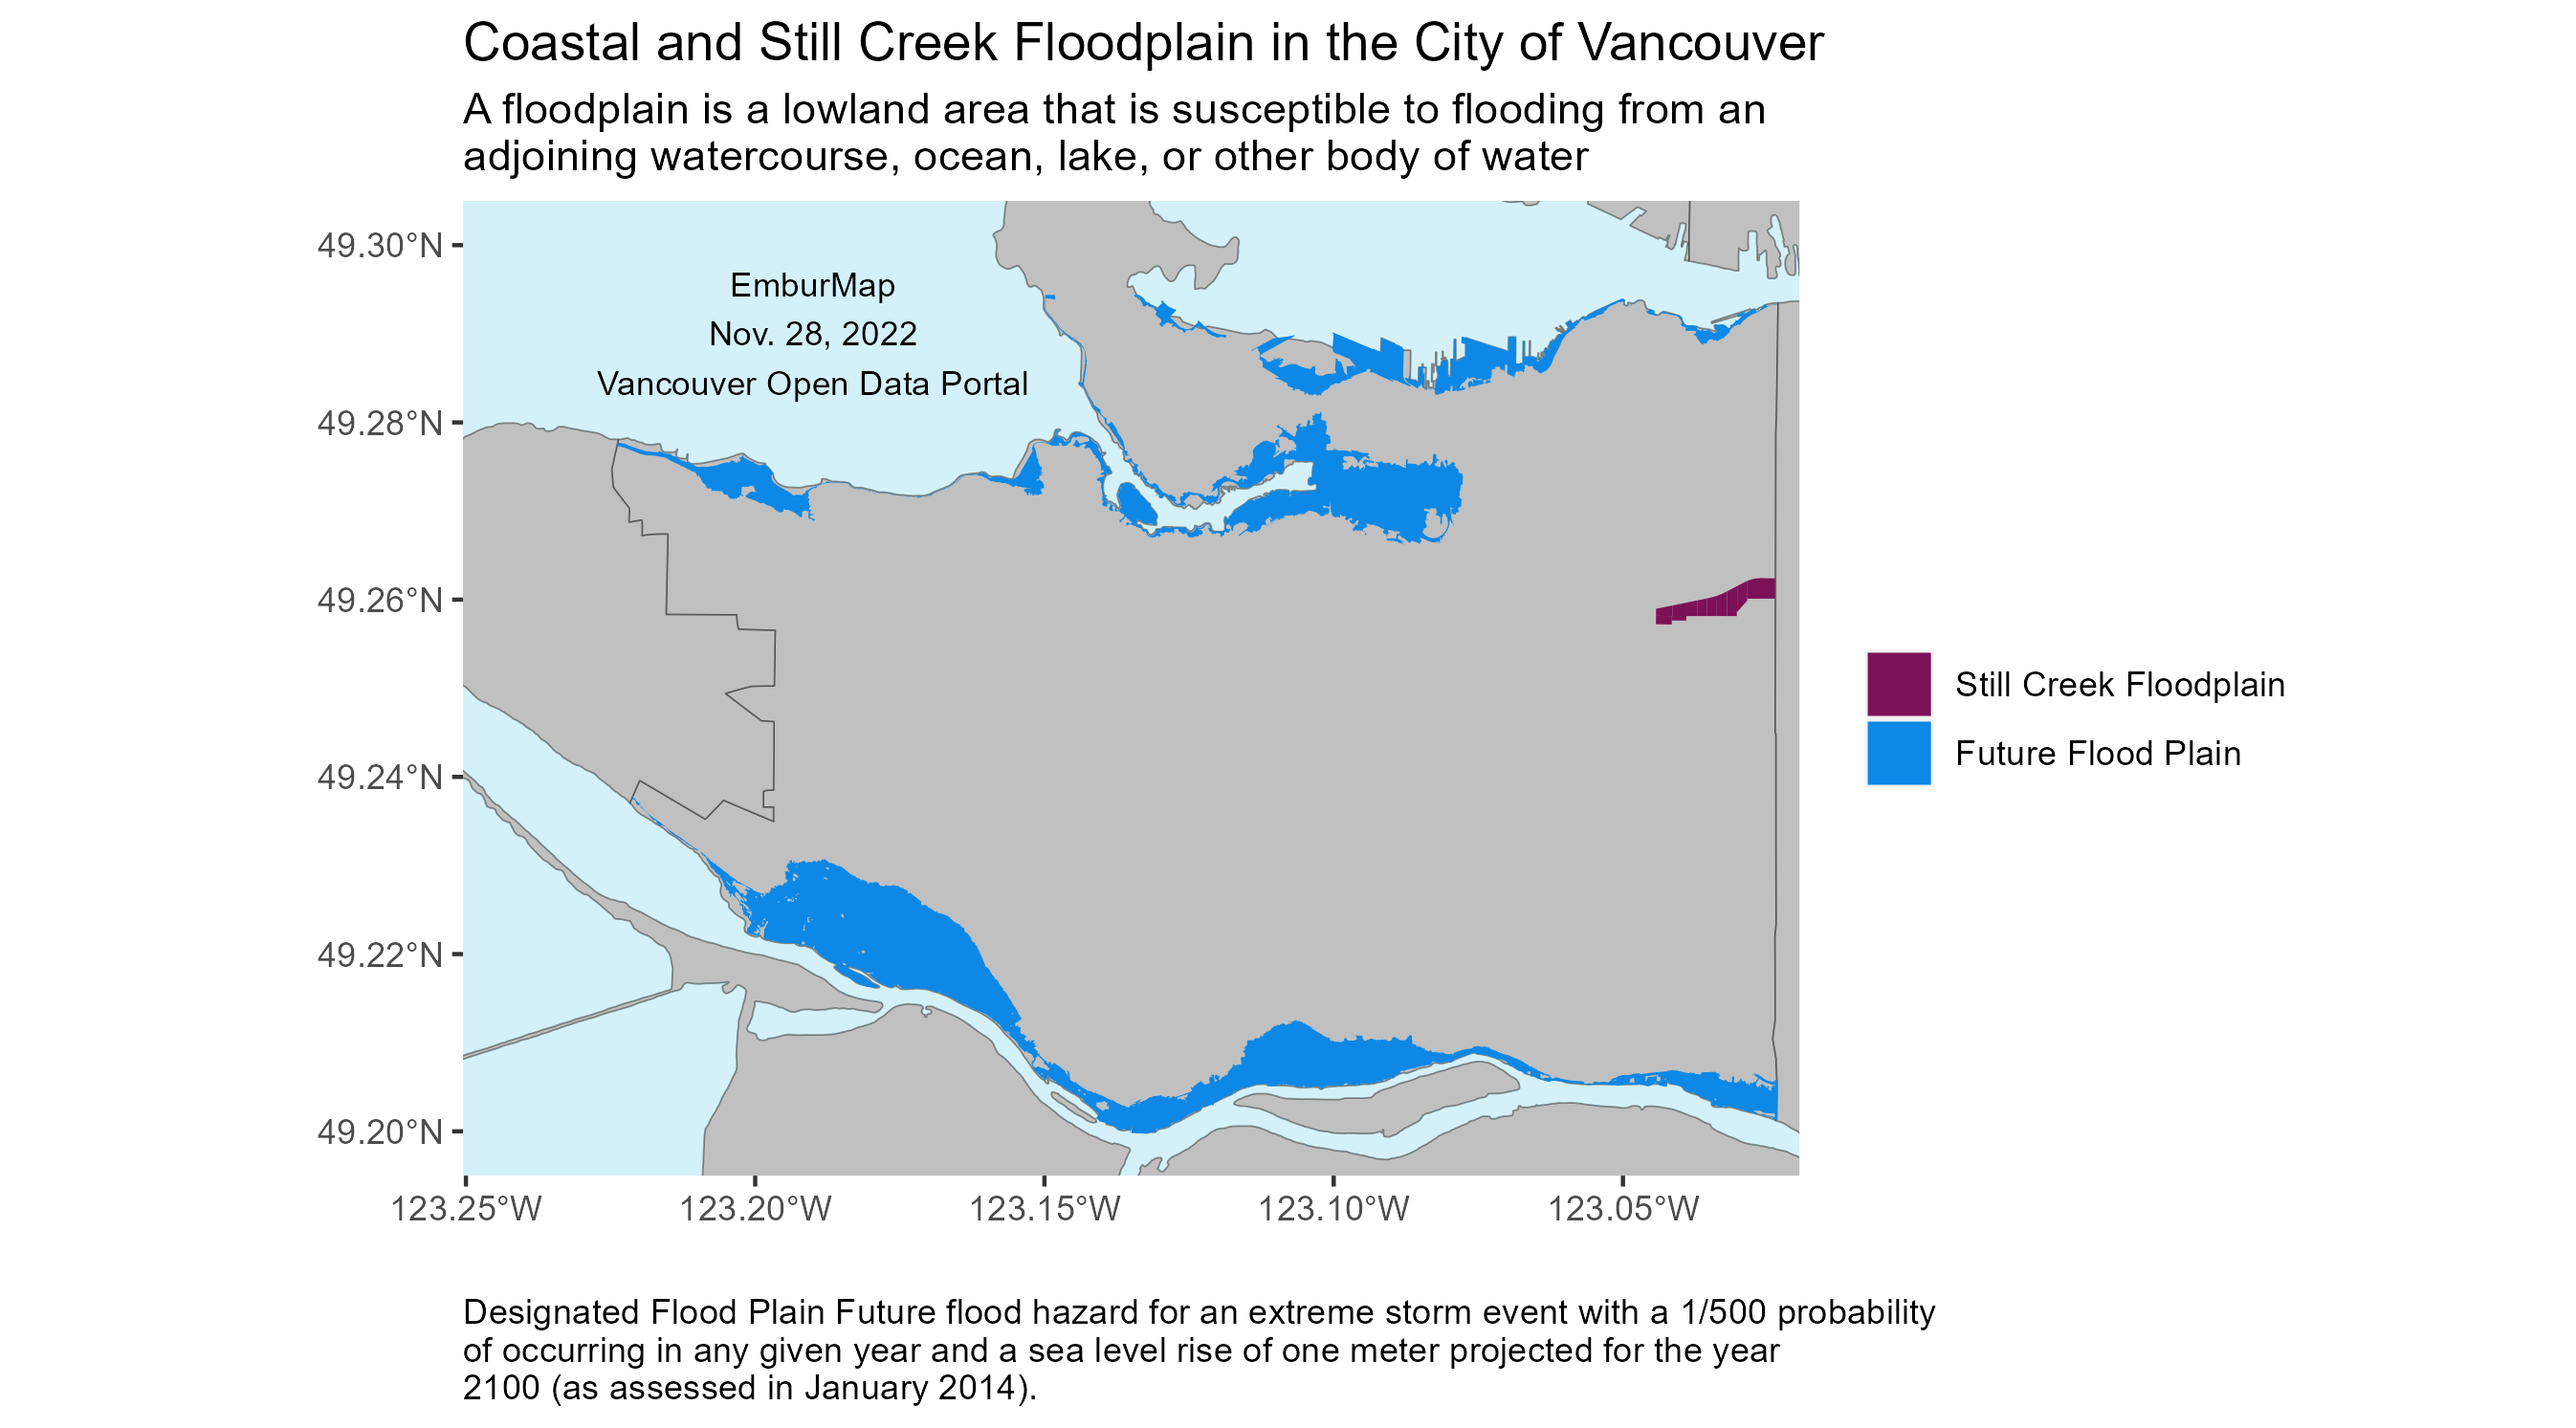 Coastal and Still Creek Floodplain in the City of Vancouver
A floodplain is a lowland area that is susceptible to flooding from an
adjoining watercourse, ocean, lake, or other body of water
49.30°N
49.28°N
49.26°N
49.24°N
49.22°N
49.20°N
EmburMap
Nov. 28, 2022
Vancouver Open Data Portal
Still Creek Floodplain
Future Flood Plain
123.25°W 123.20°W 123.15°W 123.10°W 123.05°W
Designated Flood Plain Future flood hazard for an extreme storm event with a 1/500 probability
of occurring in any given year and a sea level rise of one meter projected for the year
2100 (as assessed in January 2014).